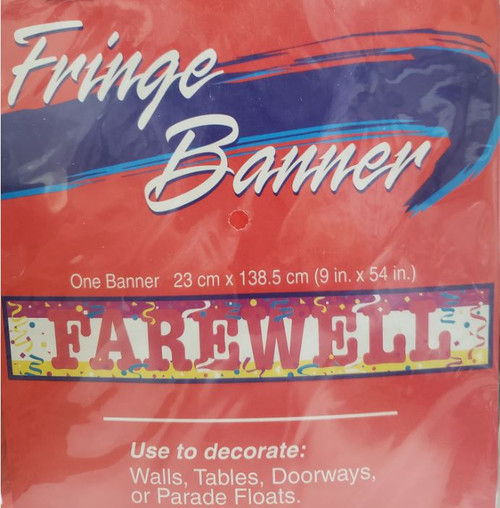 Fringe
Banner
One Banner 23 cm x 138.5 cm (9 in. x 54 in.)
FAREWELL
Use to decorate:
Walls, Tables, Doorways,
or Parade Floats.